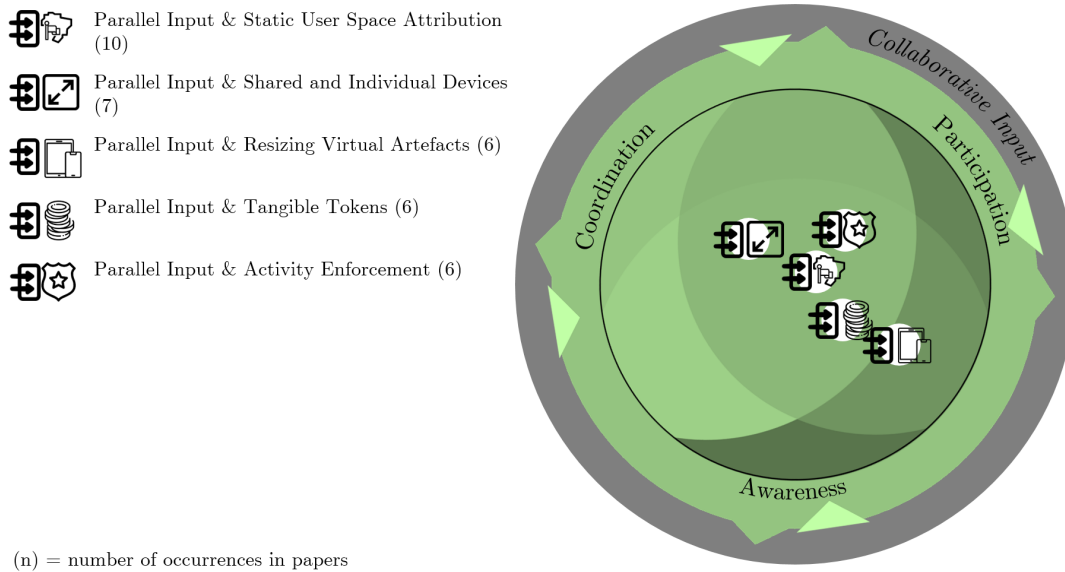 Parallel Input & Static User Space Attribution
(10)
Parallel Input & Shared and Individual Devices
(7)
Parallel Input & Resizing Virtual Artefacts (6)
Parallel Input & Tangible Tokens (6)
Parallel Input & Activity Enforcement (6)
(n) = number of occurrences in papers
Collaborative Input
Coordination
Participation
Awareness